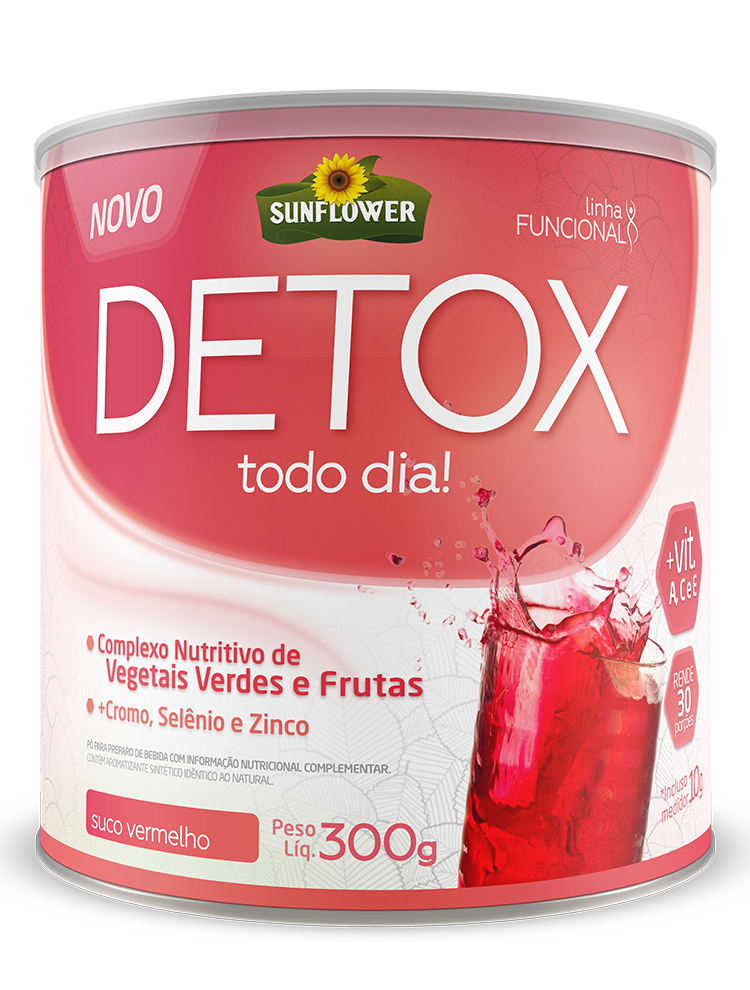 NOVO
SUNFLOWER
linha
FUNCIONAL
DETOX
todo dia!
+vit.
A, C e E
• Complexo Nutritivo de
Vegetais Verdes e Frutas
• +Cromo, Selênio e Zinco
RENDE
30
porções
PÓ PARA PREPARO DE BEBIDA COM INFORMAÇÃO NUTRICIONAL COMPLEMENTAR.
CONTÉM AROMATIZANTE SINTÉTICO IDÊNTICO AO NATURAL.
*Incluso
medidor 10g
suco vermelho
Peso
Líq. 300g